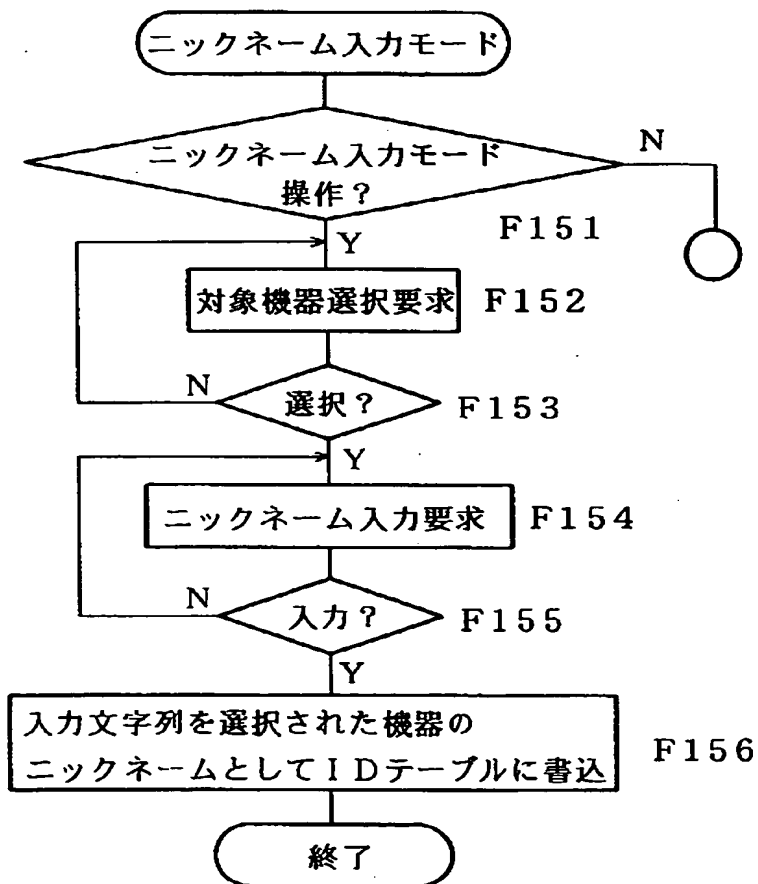 ニックネーム入力モード
ニックネーム入力モード
操作？
N
F151
Y
対象機器選択要求
F152
N
選択？
F153
Y
ニックネーム入力要求
F154
N
入力？
F155
Y
入力文字列を選択された機器の
ニックネームとしてＩＤテーブルに書込
F156
終了